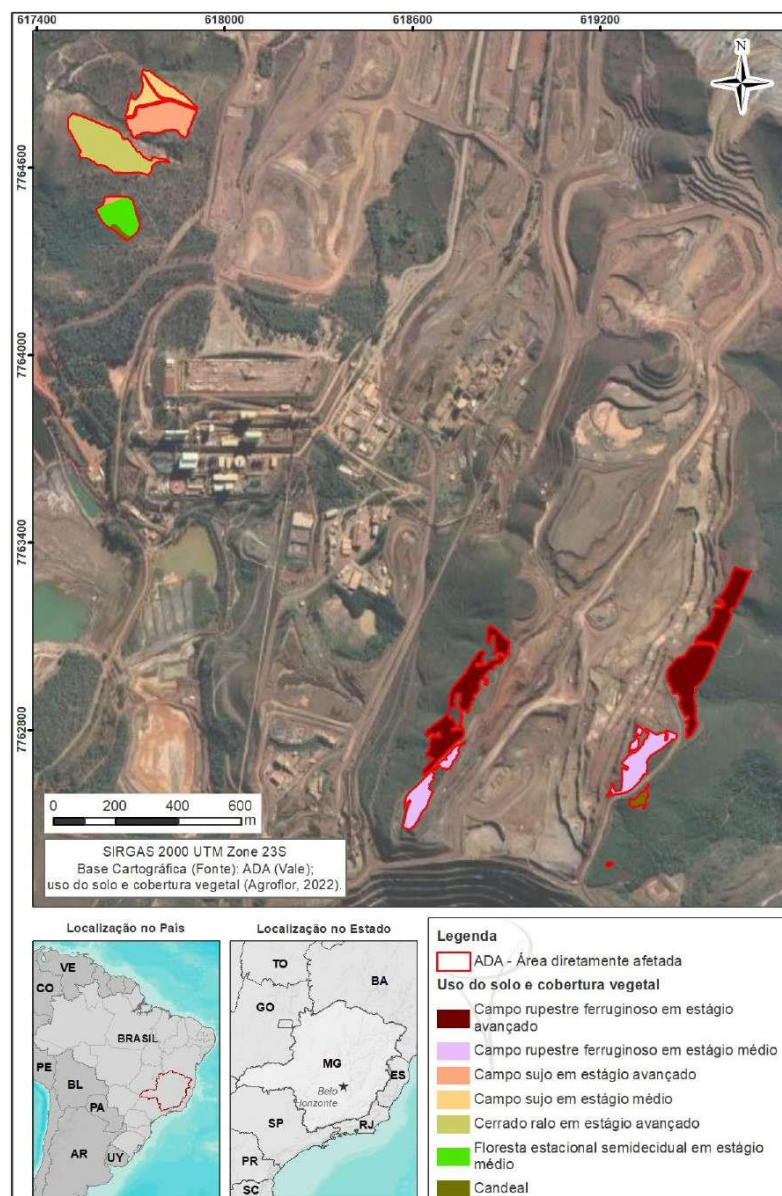 617400
618000
618600
619200
N
7764600
7764000
7763400
7762800
0 200 400 600
m
SIRGAS 2000 UTM Zone 23S
Base Cartográfica (Fonte): ADA (Vale);
uso do solo e cobertura vegetal (Agroflor, 2022).
Localização no País
VE
CO
BRASIL
PE
BL
PA
AR
UY
Localização no Estado
TO
BA
GO
MG
Belo
Horizonte
ES
SP
RJ
PR
SC
Legenda
ADA - Área diretamente afetada
Uso do solo e cobertura vegetal
Campo rupestre ferruginoso em estágio
avançado
Campo rupestre ferruginoso em estágio médio
Campo sujo em estágio avançado
Campo sujo em estágio médio
Cerrado ralo em estágio avançado
Floresta estacional semidecidual em estágio
médio
Candeal